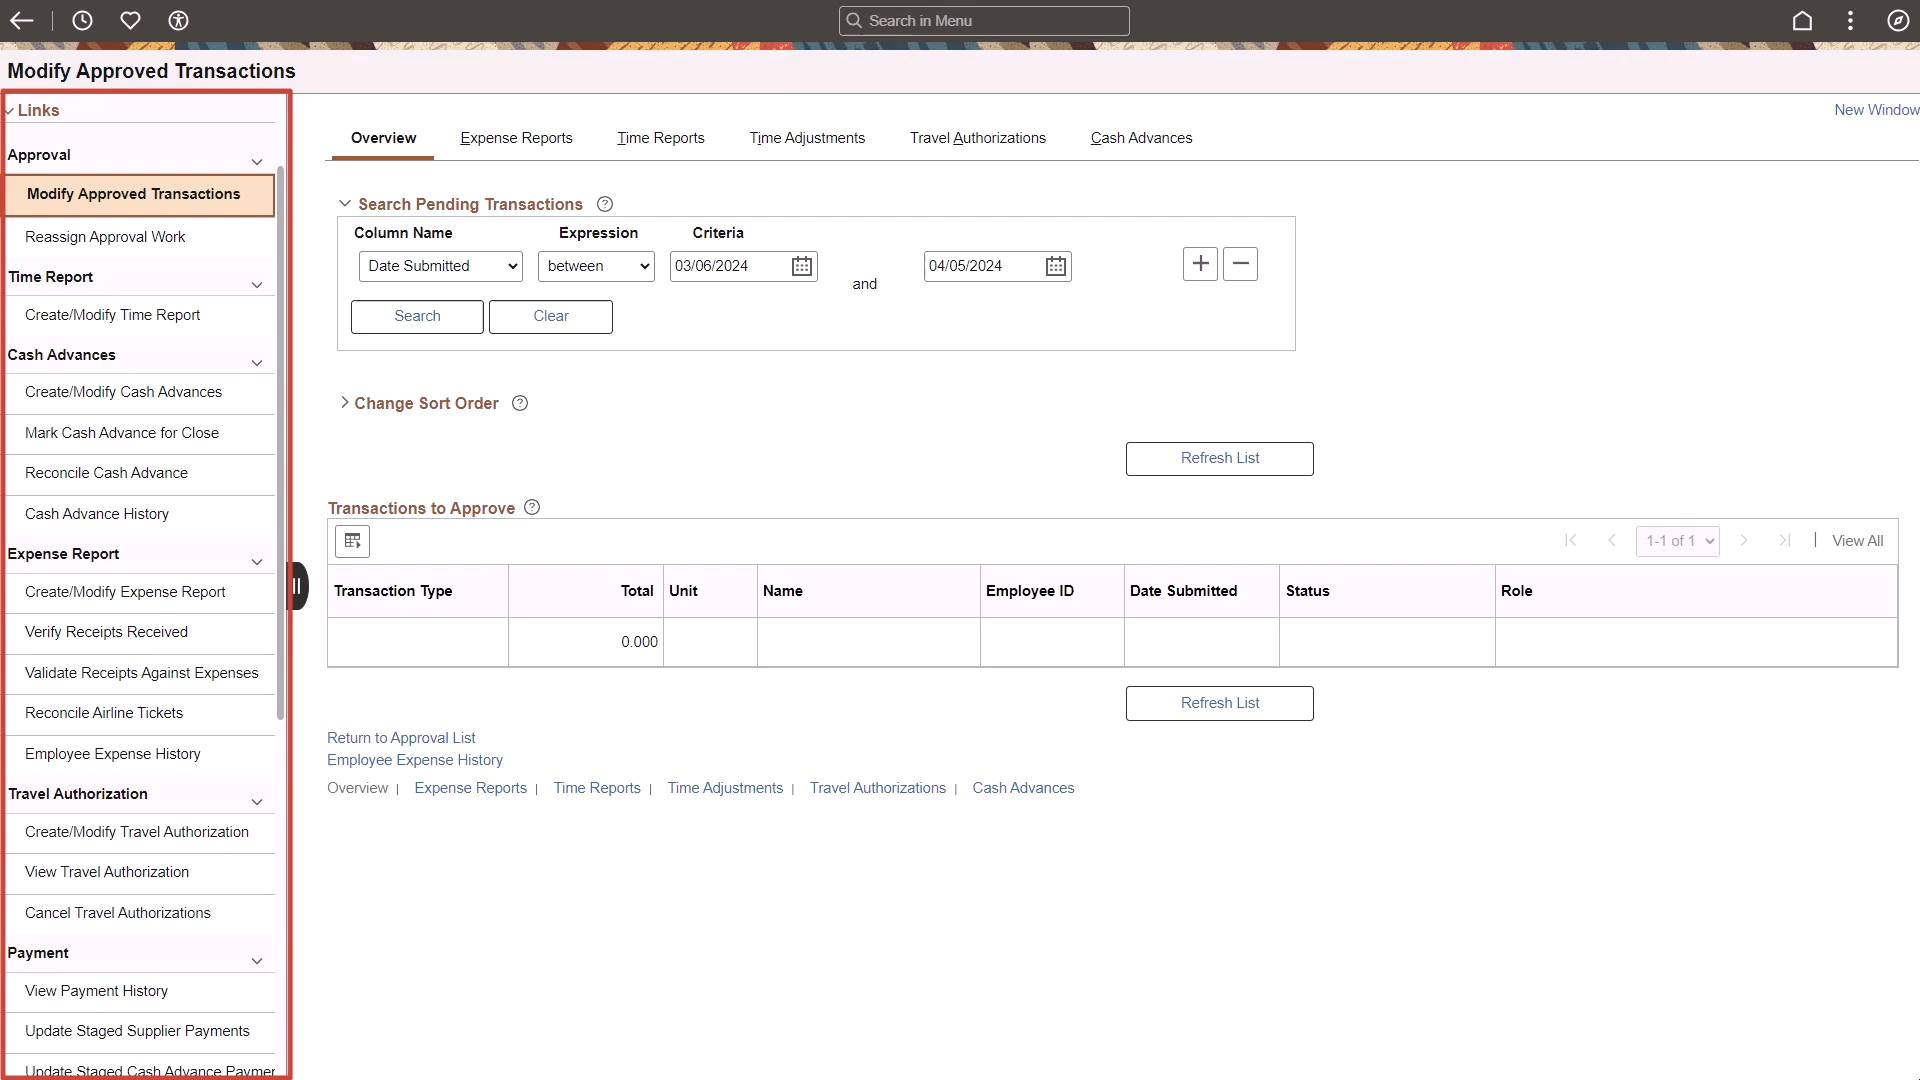 Search in Menu
Modify Approved Transactions
Links
Approval
Modify Approved Transactions
Reassign Approval Work
Time Report
Create/Modify Time Report
Cash Advances
Create/Modify Cash Advances
Mark Cash Advance for Close
Reconcile Cash Advance
Cash Advance History
Expense Report
Create/Modify Expense Report
Verify Receipts Received
Validate Receipts Against Expenses
Reconcile Airline Tickets
Employee Expense History
Travel Authorization
Create/Modify Travel Authorization
View Travel Authorization
Cancel Travel Authorizations
Payment
View Payment History
Update Staged Supplier Payments
Update Staged Cash Advance Paymer
New Window
Overview Expense Reports Time Reports Time Adjustments Travel Authorizations Cash Advances
Search Pending Transactions
Column Name Expression Criteria
Date Submitted between 03/06/2024 and 04/05/2024
Search Clear
Change Sort Order
Refresh List
Transactions to Approve
1-1 of 1 | View All
Transaction Type Total Unit Name Employee ID Date Submitted Status Role
0.000
Refresh List
Return to Approval List
Employee Expense History
Overview | Expense Reports | Time Reports | Time Adjustments | Travel Authorizations | Cash Advances